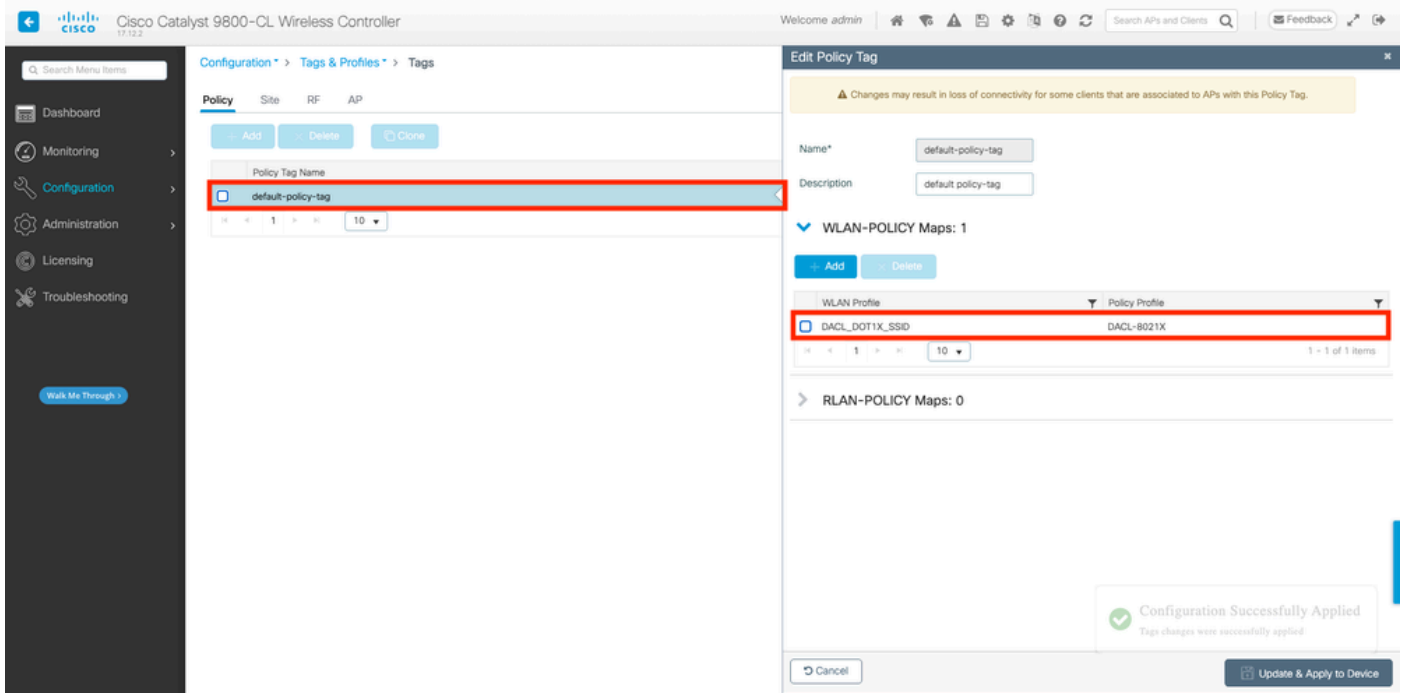 cisco
Cisco Catalyst 9800-CL Wireless Controller
17.12.2
Welcome admin
Search APs and Clients
Feedback
Search Menu Items
Dashboard
Monitoring
Configuration
Administration
Licensing
Troubleshooting
Walk Me Through >
Configuration > Tags & Profiles > Tags
Policy Site RF AP
+ Add × Delete Clone
Policy Tag Name
default-policy-tag
1 10
Edit Policy Tag
Changes may result in loss of connectivity for some clients that are associated to APs with this Policy Tag.
Name* default-policy-tag
Description default policy-tag
WLAN-POLICY Maps: 1
+ Add × Delete
WLAN Profile Policy Profile
DACL_DOT1X_SSID DACL-8021X
1 10 1 - 1 of 1 items
RLAN-POLICY Maps: 0
Configuration Successfully Applied
Tags changes were successfully applied
Cancel Update & Apply to Device